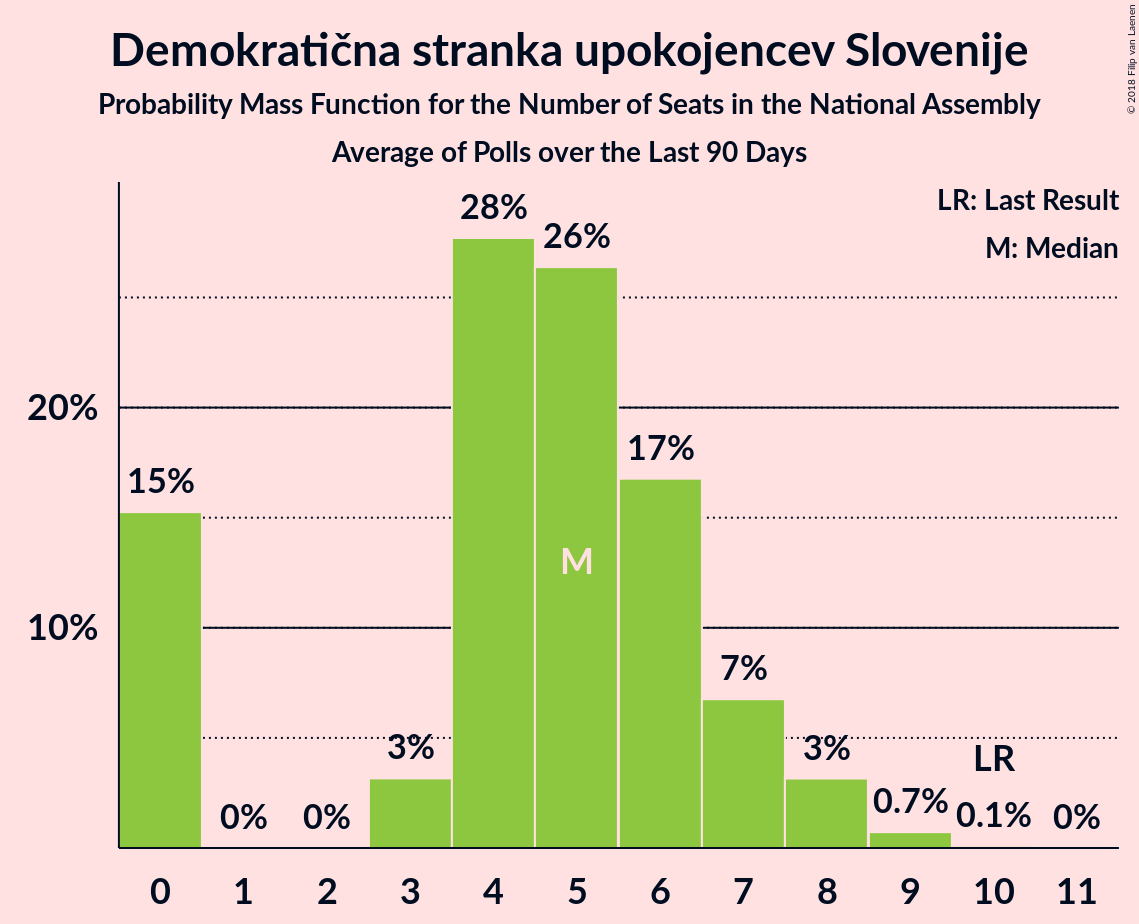 Demokratična stranka upokojencev Slovenije
Probability Mass Function for the Number of Seats in the National Assembly
Average of Polls over the Last 90 Days
© 2018 Filip van Laenen
LR: Last Result
M: Median
28%
26%
20%
17%
15%
M
10%
7%
3%
3%
LR
0.7%
0.1%
0%
0%
0%
0 1 2 3 4 5 6 7 8 9 10 11